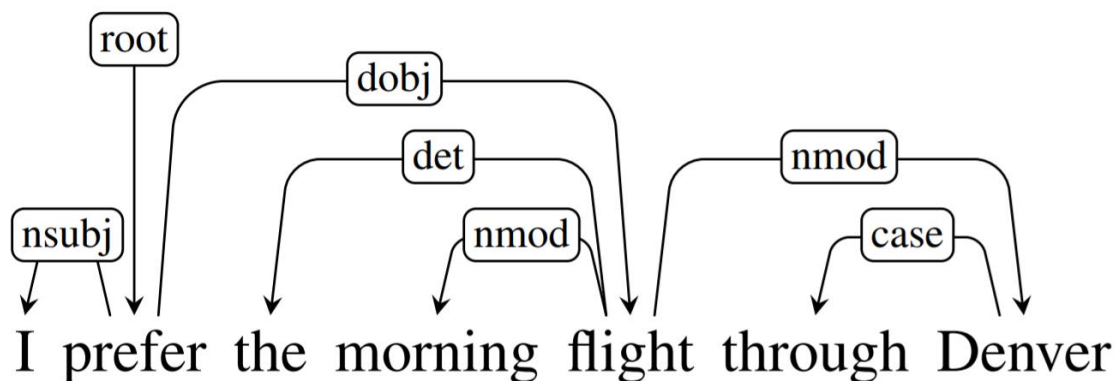 root
dobj
det nmod
nsubj nmod case
I prefer the morning flight through Denver